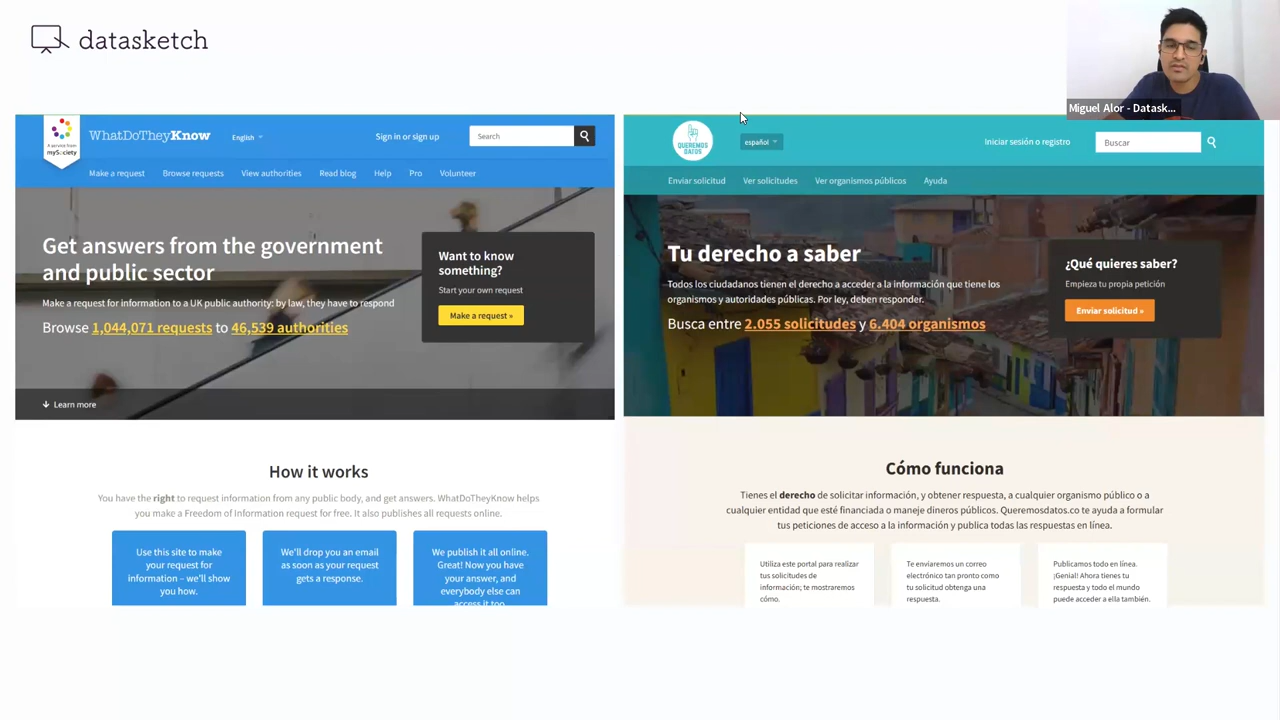 datasketch
Miguel Alor - Datask...
A service from
mySociety
WhatDoTheyKnow
English
Sign in or sign up
Search
Make a request
Browse requests
View authorities
Read blog
Help
Pro
Volunteer
Get answers from the government
and public sector
Make a request for information to a UK public authority: by law, they have to respond
Browse 1,044,071 requests to 46,539 authorities
Want to know
something?
Start your own request
Make a request »
Learn more
How it works
You have the right to request information from any public body, and get answers. WhatDoTheyKnow helps
you make a Freedom of Information request for free. It also publishes all requests online.
Use this site to make
your request for
information – we'll show
you how.
We'll drop you an email
as soon as your request
gets a response.
We publish it all online.
Great! Now you have
your answer, and
everybody else can
access it too.
QUEREMOS
DATOS
español
Iniciar sesión o registro
Buscar
Enviar solicitud
Ver solicitudes
Ver organismos públicos
Ayuda
Tu derecho a saber
Todos los ciudadanos tienen el derecho a acceder a la información que tiene los
organismos y autoridades públicas. Por ley, deben responder.
Busca entre 2.055 solicitudes y 6.404 organismos
¿Qué quieres saber?
Empieza tu propia petición
Enviar solicitud »
Cómo funciona
Tienes el derecho de solicitar información, y obtener respuesta, a cualquier organismo público o a
cualquier entidad que esté financiada o maneje dineros públicos. Queremosdatos.co te ayuda a formular
tus peticiones de acceso a la información y publica todas las respuestas en línea.
Utiliza este portal para realizar
tus solicitudes de
información; te mostraremos
cómo.
Te enviaremos un correo
electrónico tan pronto como
tu solicitud obtenga una
respuesta.
Publicamos todo en línea.
¡Genial! Ahora tienes tu
respuesta y todo el mundo
puede acceder a ella también.